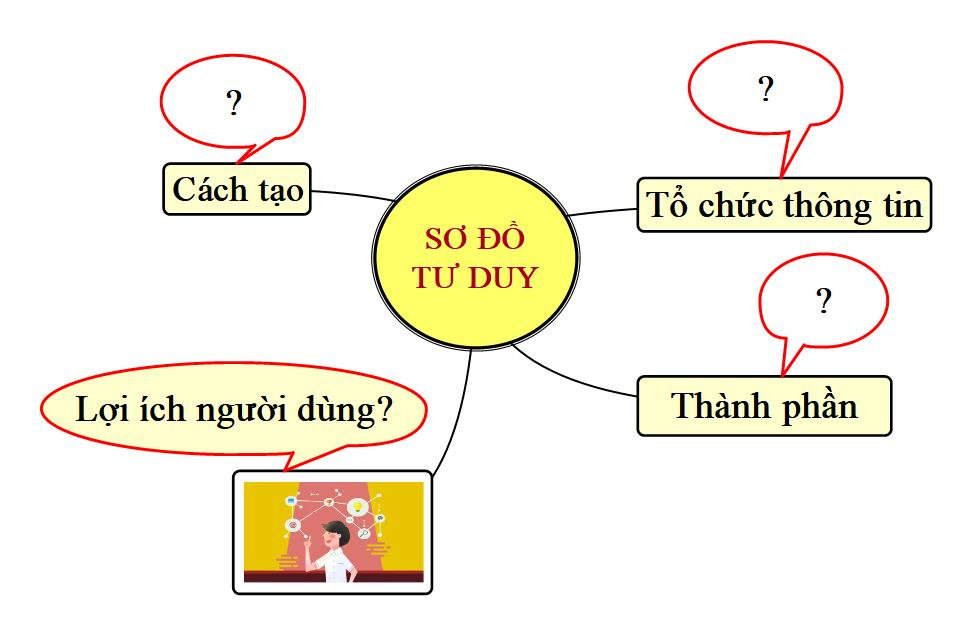 ?
?
Cách tạo
Tổ chức thông tin
SƠ ĐỒ
TƯ DUY
?
Lợi ích người dùng?
Thành phần